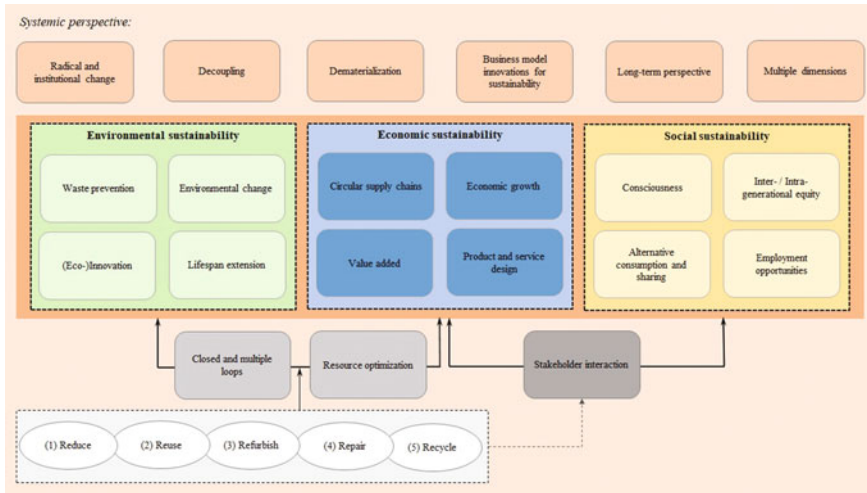 Systemic perspective:
Radical and
institutional change
Decoupling
Dematerialization
Business model
innovations for
sustainability
Long-term perspective
Multiple dimensions
Environmental sustainability
Waste prevention
Environmental change
(Eco-)Innovation
Lifespan extension
Economic sustainability
Circular supply chains
Economic growth
Value added
Product and service
design
Social sustainability
Consciousness
Inter- / Intra-
generational equity
Alternative
consumption and
sharing
Employment
opportunities
Closed and multiple
loops
Resource optimization
Stakeholder interaction
(1) Reduce
(2) Reuse
(3) Refurbish
(4) Repair
(5) Recycle